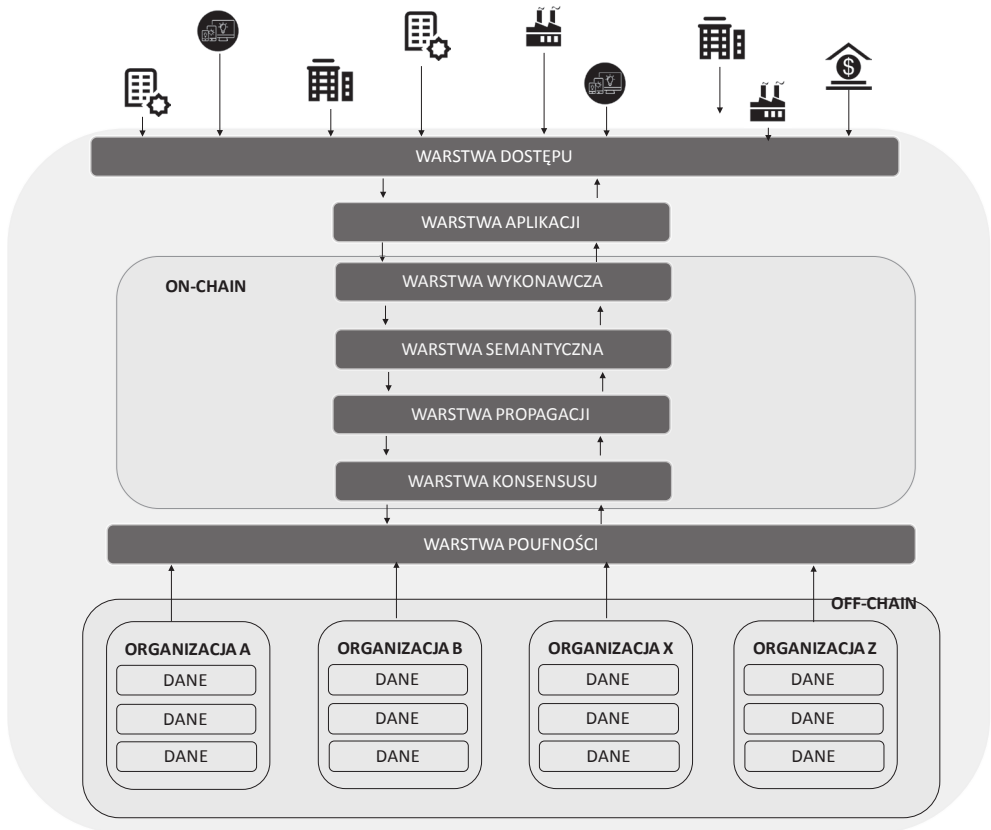 WARSTWA DOSTĘPU
WARSTWA APLIKACJI
ON-CHAIN
WARSTWA WYKONAWCZA
WARSTWA SEMANTYCZNA
WARSTWA PROPAGACJI
WARSTWA KONSENSUSU
WARSTWA POUFNOŚCI
OFF-CHAIN
ORGANIZACJA A
DANE
DANE
DANE
ORGANIZACJA B
DANE
DANE
DANE
ORGANIZACJA X
DANE
DANE
DANE
ORGANIZACJA Z
DANE
DANE
DANE